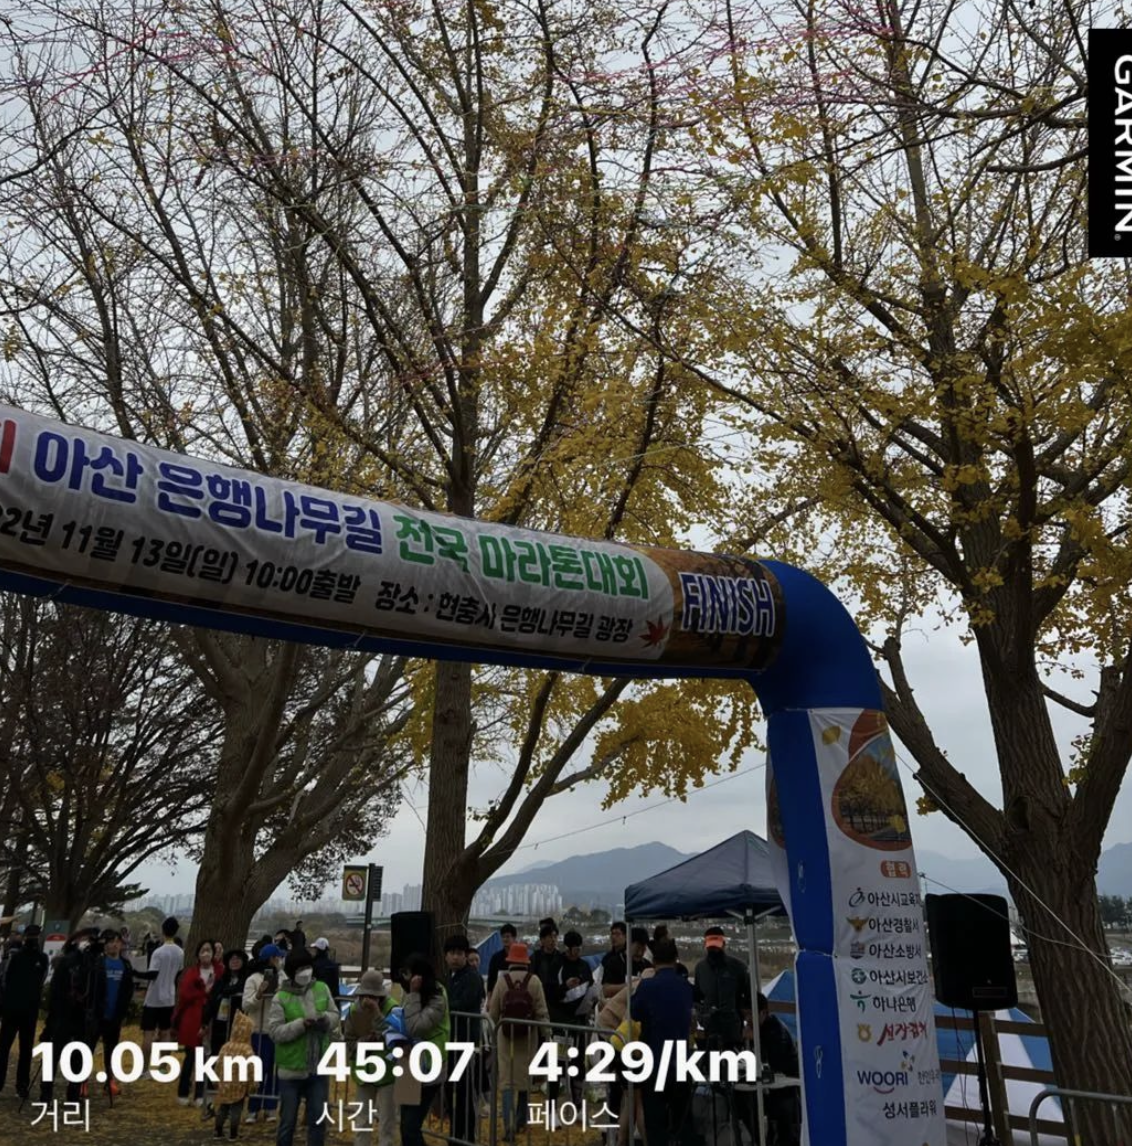 GARMIN
아산 은행나무길 전국 마라톤대회
2년 11월 13일(일) 10:00출발 장소 : 현충사 은행나무길 광장
FINISH
협력
아산시교육
아산경찰서
아산소방서
아산시보건소
하나은행
WOORI
성서플라워
10.05 km 45:07 4:29/km
거리 시간 페이스